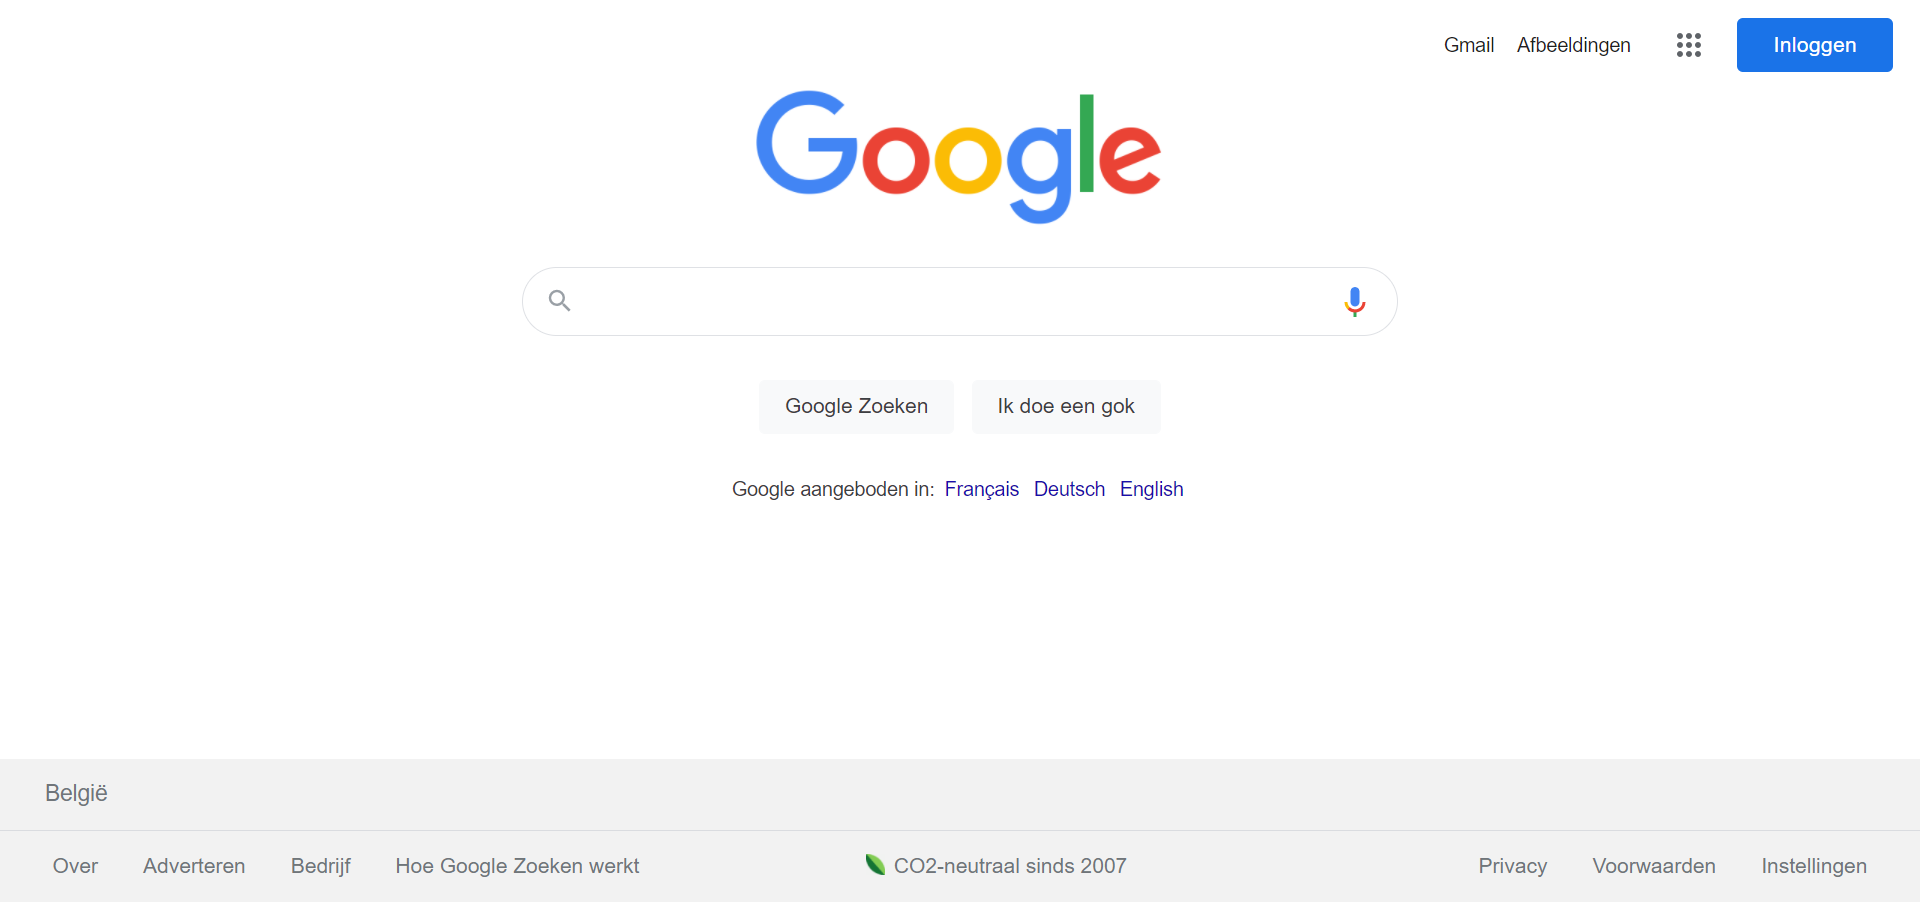 Gmail Afbeeldingen Inloggen
Google
Google Zoeken Ik doe een gok
Google aangeboden in: Français Deutsch English
België
Over Adverteren Bedrijf Hoe Google Zoeken werkt CO2-neutraal sinds 2007 Privacy Voorwaarden Instellingen